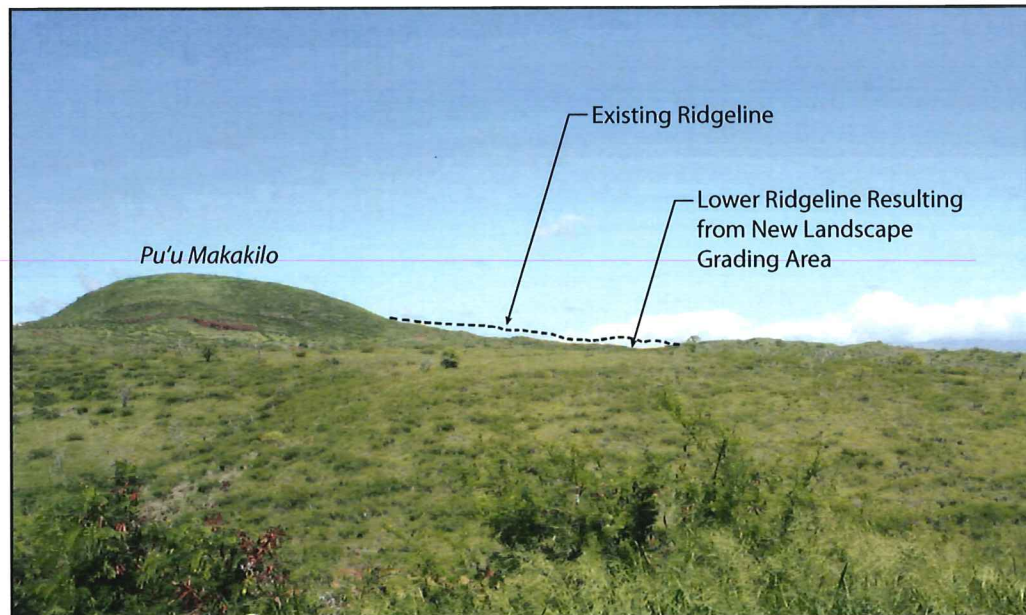 Existing Ridgeline
Lower Ridgeline Resulting
from New Landscape
Grading Area
Pu'u Makakilo